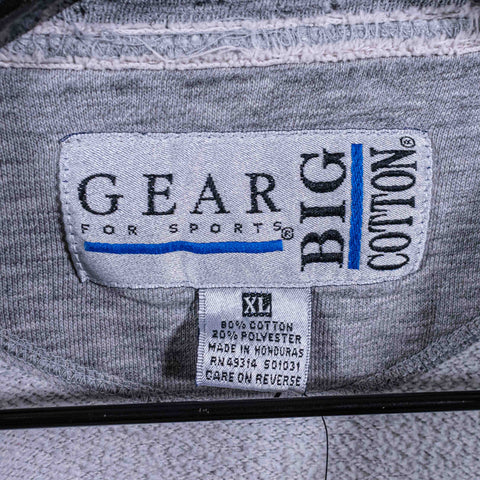 GEAR
FOR SPORTS®
BIG
COTTON®
XL
80% COTTON
20% POLYESTER
MADE IN HONDURAS
RN49314 S01031
CARE ON REVERSE